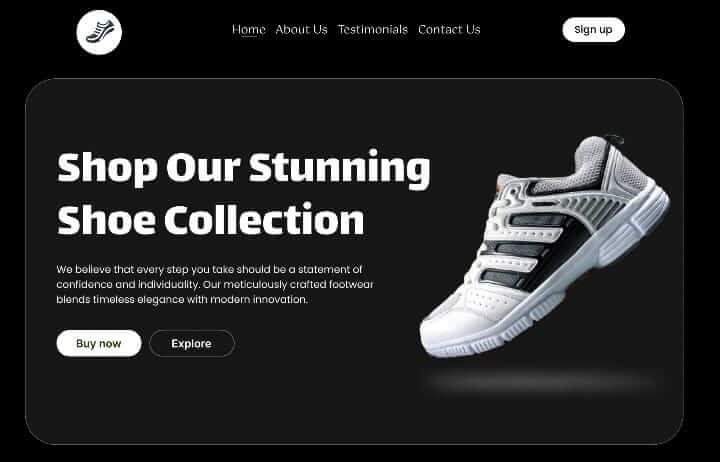 Home About Us Testimonials Contact Us Sign up
Shop Our Stunning
Shoe Collection
We believe that every step you take should be a statement of
confidence and individuality. Our meticulously crafted footwear
blends timeless elegance with modern innovation.
Buy now Explore